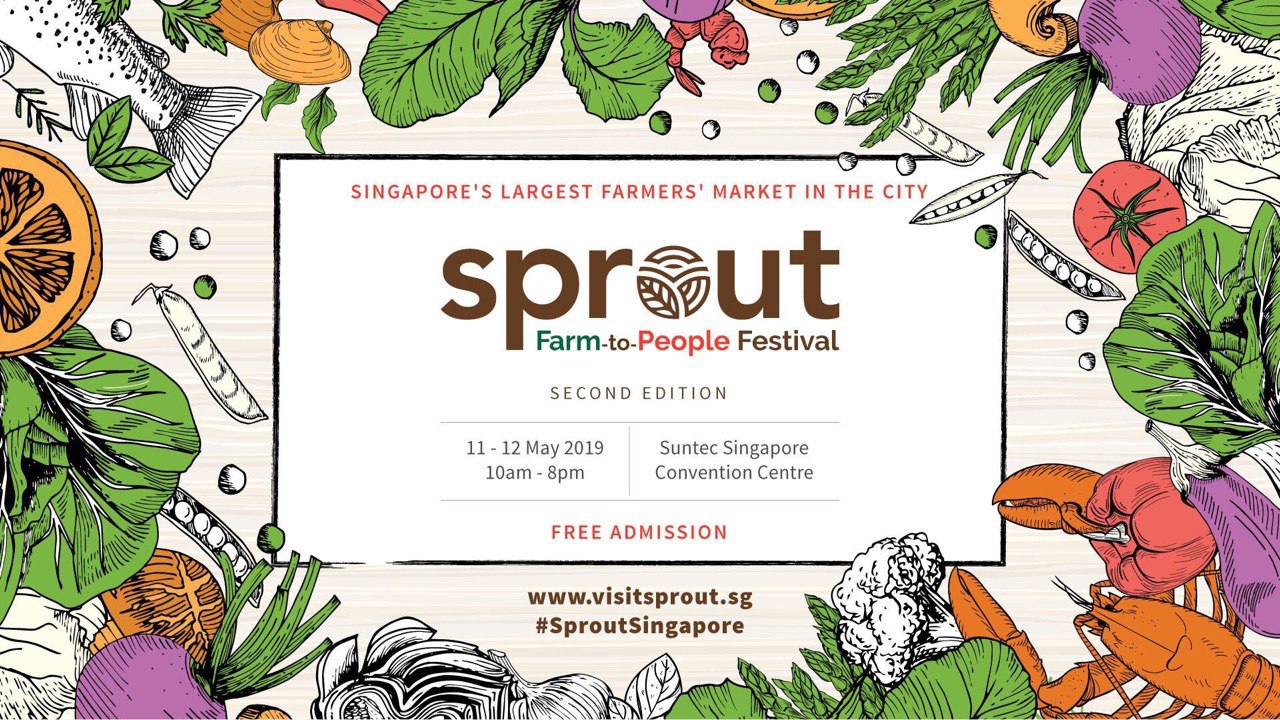 SINGAPORE'S LARGEST FARMERS' MARKET IN THE CITY
sprout
Farm-to-People Festival
SECOND EDITION
11 - 12 May 2019
10am - 8pm
Suntec Singapore
Convention Centre
FREE ADMISSION
www.visitsprout.sg
#SproutSingapore